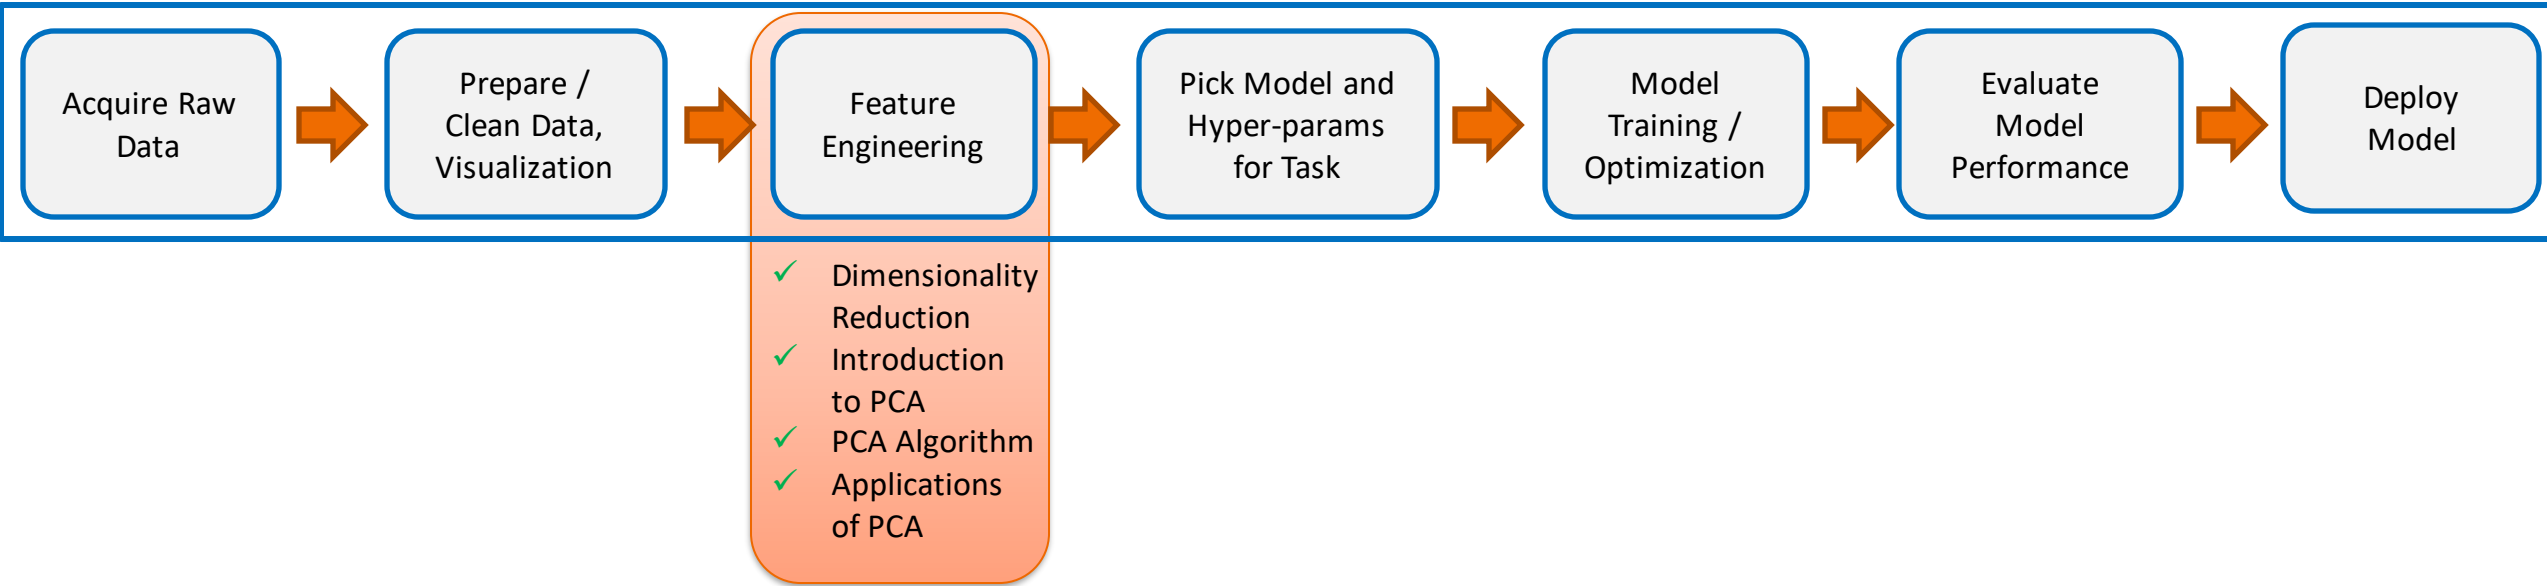 Acquire Raw
Data
Prepare /
Clean Data,
Visualization
Feature
Engineering
Pick Model and
Hyper-params
for Task
Model
Training /
Optimization
Evaluate
Model
Performance
Deploy
Model
✓ Dimensionality
Reduction
✓ Introduction
to PCA
✓ PCA Algorithm
✓ Applications
of PCA